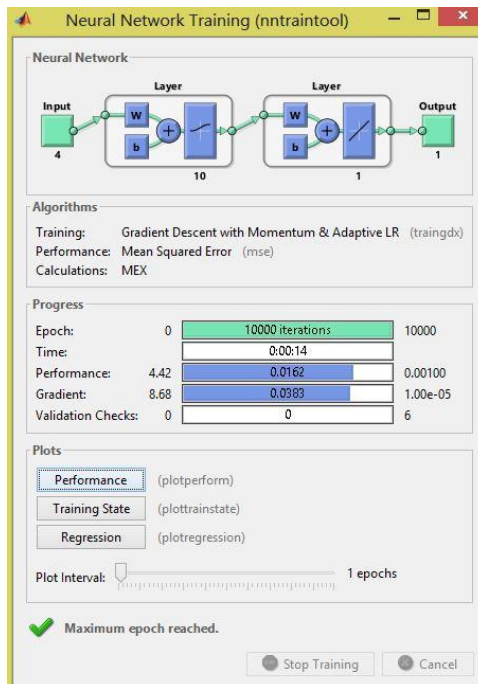 Neural Network Training (nntraintool)
Neural Network
Layer Layer
Input Output
W W
b b
4 10 1 1
Algorithms
Training: Gradient Descent with Momentum & Adaptive LR (traingdx)
Performance: Mean Squared Error (mse)
Calculations: MEX
Progress
Epoch: 0 10000 iterations 10000
Time: 0:00:14
Performance: 4.42 0.0162 0.00100
Gradient: 8.68 0.0383 1.00e-05
Validation Checks: 0 0 6
Plots
Performance (plotperform)
Training State (plottrainstate)
Regression (plotregression)
Plot Interval: 1 epochs
Maximum epoch reached.
Stop Training Cancel